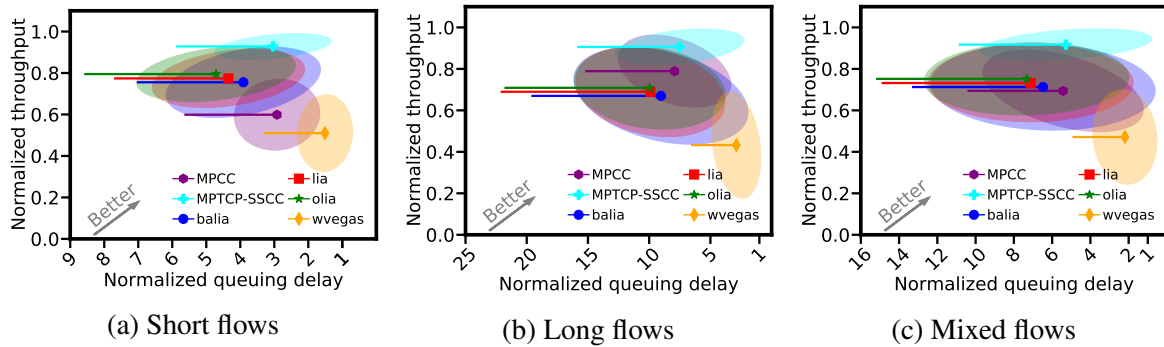 Normalized throughput
1.0
0.8
0.6
0.4
0.2
0.0
9
8
7
6
5
4
3
2
1
Normalized queuing delay
Better
MPCC
MPTCP-SSCC
balia
lia
olia
wvegas
(a) Short flows
Normalized throughput
1.0
0.8
0.6
0.4
0.2
0.0
25
20
15
10
5
1
Normalized queuing delay
Better
MPCC
MPTCP-SSCC
balia
lia
olia
wvegas
(b) Long flows
Normalized throughput
1.0
0.8
0.6
0.4
0.2
0.0
16
14
12
10
8
6
4
2
1
Normalized queuing delay
Better
MPCC
MPTCP-SSCC
balia
lia
olia
wvegas
(c) Mixed flows